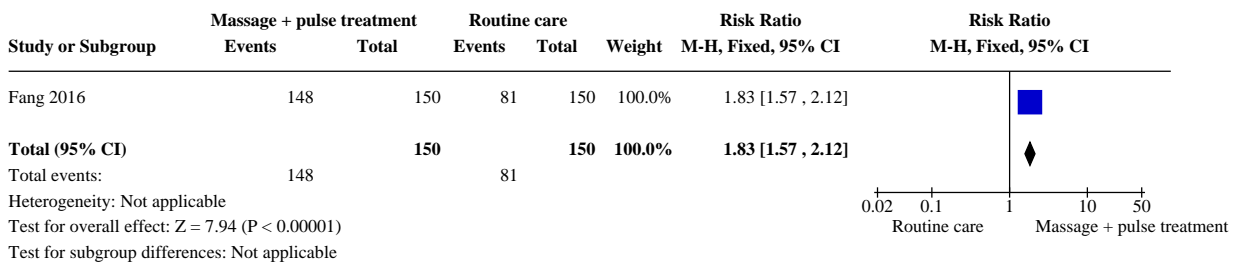 Massage + pulse treatment Routine care Risk Ratio Risk Ratio
Study or Subgroup Events Total Events Total Weight M-H, Fixed, 95% CI M-H, Fixed, 95% CI
Fang 2016 148 150 81 150 100.0% 1.83 [1.57 , 2.12]
Total (95% CI) 150 150 100.0% 1.83 [1.57 , 2.12]
Total events: 148 81
Heterogeneity: Not applicable
0.02 0.1 1 10 50
Test for overall effect: Z = 7.94 (P < 0.00001)
Routine care Massage + pulse treatment
Test for subgroup differences: Not applicable